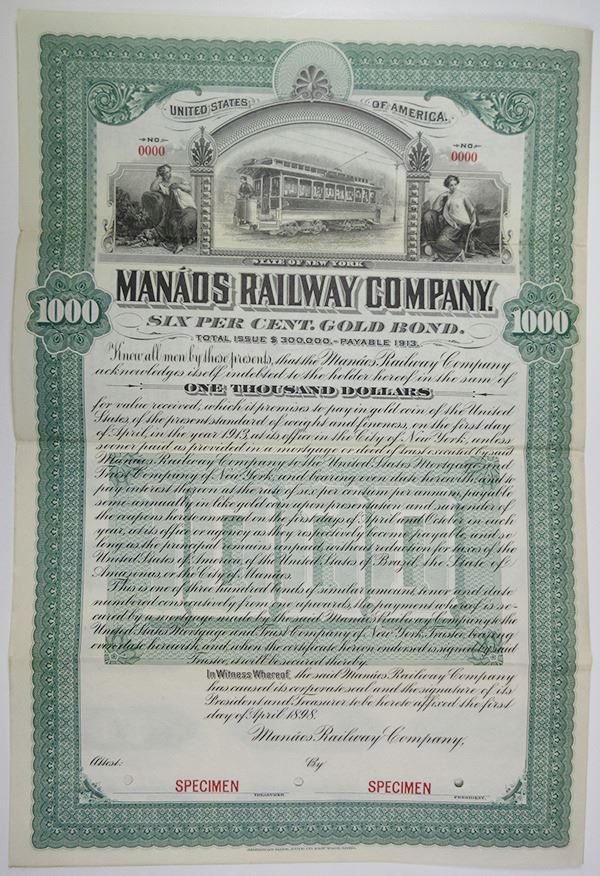 UNITED STATES OF AMERICA.
NO. 0000
NO. 0000
STATE OF NEW YORK
MANÁOS RAILWAY COMPANY.
1000
1000
SIX PER CENT. GOLD BOND.
TOTAL ISSUE $300,000.- PAYABLE 1913.
Know all men by these presents, that the Manáos Railway Company
acknowledges itself indebted to the holder hereof in the sum of
ONE THOUSAND DOLLARS
for value received, which it promises to pay in gold coin of the United
States, of the present standard of weight and fineness, on the first day
of April, in the year 1913, at its office in the City of New York, unless
sooner paid as provided in a mortgage or deed of trust executed by said
Manáos Railway Company to the United States Mortgage and
Trust Company of New York, and bearing even date herewith and to
pay interest thereon at the rate of six per centum per annum, payable
semi-annually in like gold coin upon presentation and surrender of
the coupons hereto annexed on the first days of April and October in each
year, at its office or agency as they respectively become payable and so
long as the principal remains unpaid, without reduction for taxes of the
United States of America, of the United States of Brazil, the State of
Amazonas, or the City of Manáos.
This is one of three hundred bonds of similar amount, tenor and date
numbered consecutively from one upwards, the payment whereof is se-
cured by a mortgage made by the said Manáos Railway Company to the
United States Mortgage and Trust Company of New York, Trustee, bearing
even date herewith, and when the certificate hereon endorsed is signed by said
Trustee it will be secured thereby.
In Witness Whereof, the said Manáos Railway Company
has caused its corporate seal and the signature of its
President and Treasurer to be hereto affixed the first
day of April 1898.
Manáos Railway Company,
Attest: By
SPECIMEN SPECIMEN
TREASURER. PRESIDENT.